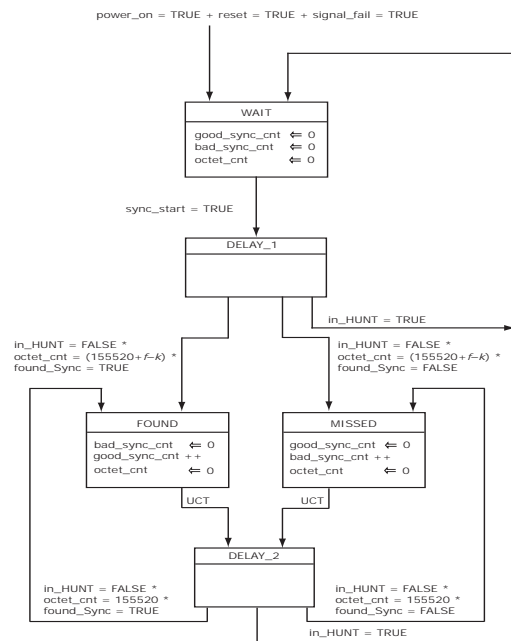 power_on = TRUE + reset = TRUE + signal_fail = TRUE
WAIT
good_sync_cnt ⇐ 0
bad_sync_cnt ⇐ 0
octet_cnt ⇐ 0
sync_start = TRUE
DELAY_1
in_HUNT = TRUE
in_HUNT = FALSE *
octet_cnt = (155520+f–k) *
found_Sync = TRUE
in_HUNT = FALSE *
octet_cnt = (155520+f–k) *
found_Sync = FALSE
FOUND
bad_sync_cnt ⇐ 0
good_sync_cnt ++
octet_cnt ⇐ 0
MISSED
good_sync_cnt ⇐ 0
bad_sync_cnt ++
octet_cnt ⇐ 0
UCT
UCT
DELAY_2
in_HUNT = FALSE *
octet_cnt = 155520 *
found_Sync = TRUE
in_HUNT = FALSE *
octet_cnt = 155520 *
found_Sync = FALSE
in_HUNT = TRUE